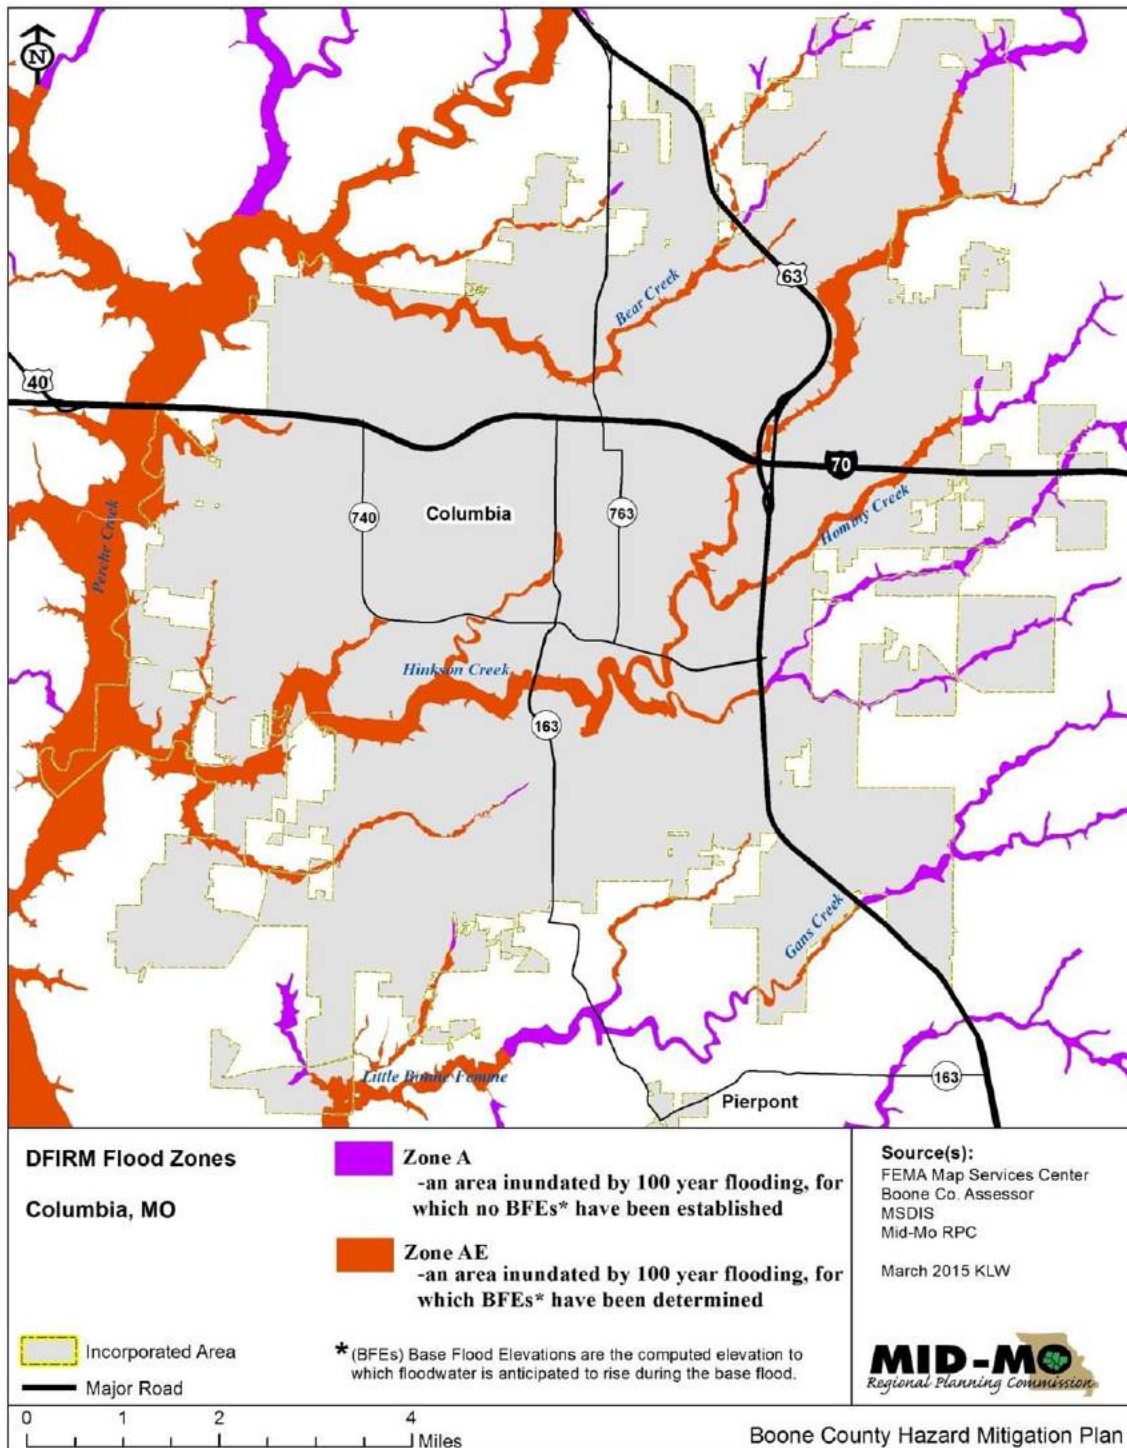 N
63
Bear Creek
40
70
Columbia
740
763
Hominy Creek
Perche Creek
Hinkson Creek
163
Gans Creek
Little Bonne Femme
163
Pierpont
DFIRM Flood Zones
Columbia, MO
Zone A
-an area inundated by 100 year flooding, for
which no BFEs* have been established
Zone AE
-an area inundated by 100 year flooding, for
which BFEs* have been determined
Incorporated Area
Major Road
* (BFEs) Base Flood Elevations are the computed elevation to
which floodwater is anticipated to rise during the base flood.
Source(s):
FEMA Map Services Center
Boone Co. Assessor
MSDIS
Mid-Mo RPC
March 2015 KLW
MID-MO
Regional Planning Commission
0 1 2 4
Miles
Boone County Hazard Mitigation Plan